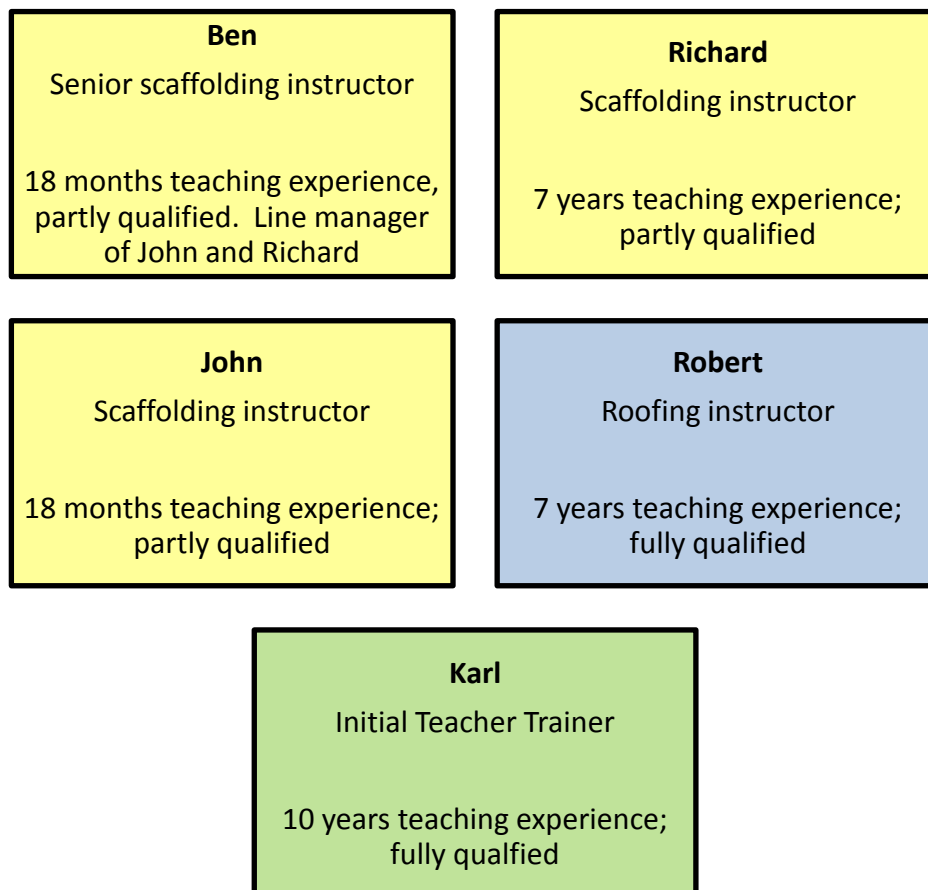 Ben
Senior scaffolding instructor
18 months teaching experience,
partly qualified.  Line manager
of John and Richard
Richard
Scaffolding instructor
7 years teaching experience;
partly qualified
John
Scaffolding instructor
18 months teaching experience;
partly qualified
Robert
Roofing instructor
7 years teaching experience;
fully qualified
Karl
Initial Teacher Trainer
10 years teaching experience;
fully qualfied